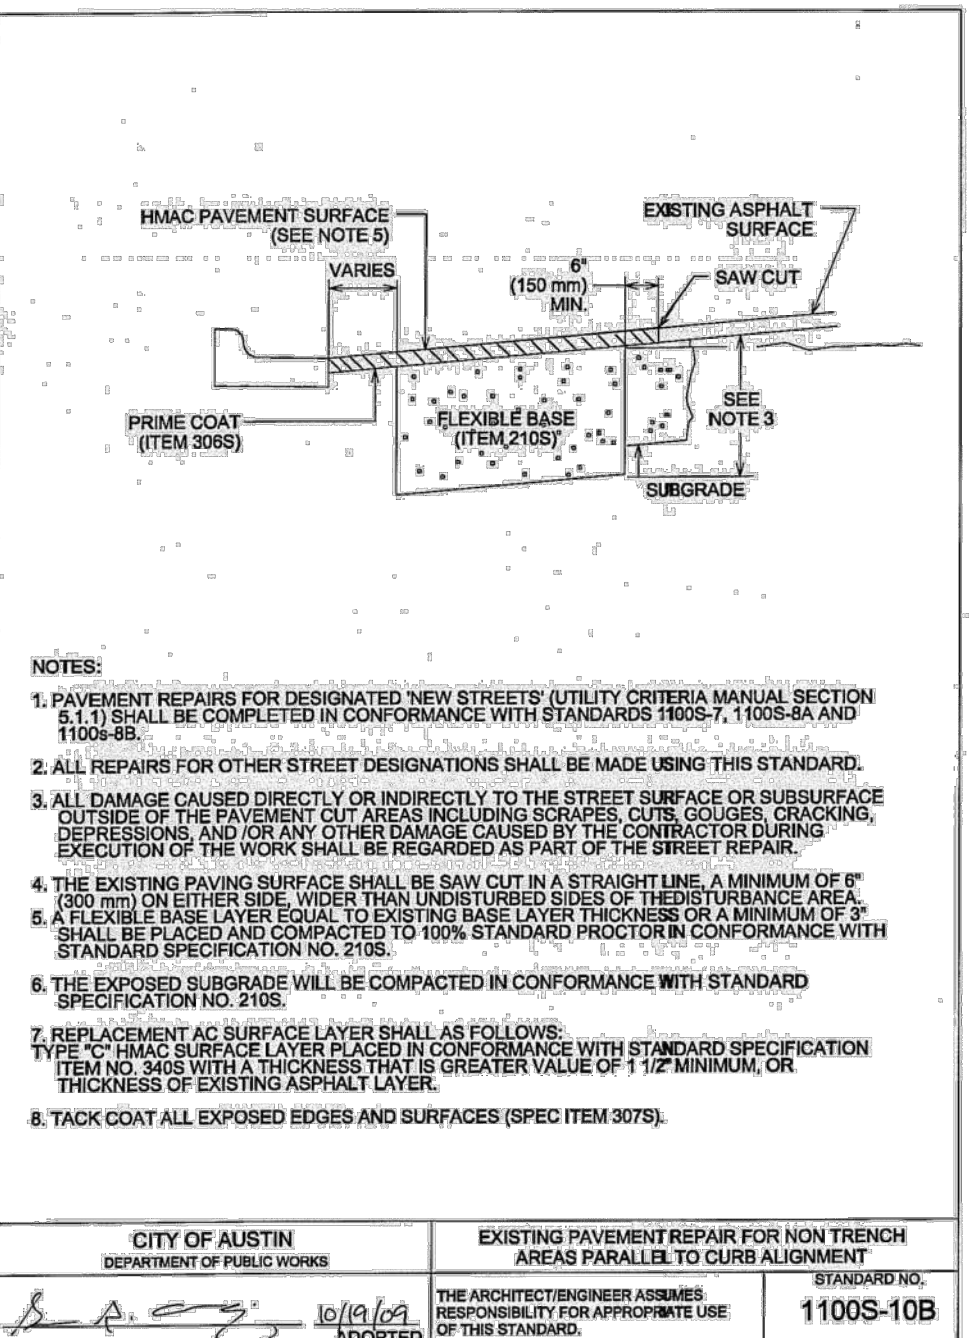 HMAC PAVEMENT SURFACE
(SEE NOTE 5)
EXISTING ASPHALT
SURFACE
VARIES
6"
(150 mm)
MIN.
SAW CUT
PRIME COAT
(ITEM 306S)
FLEXIBLE BASE
(ITEM 210S)
SEE
NOTE 3
SUBGRADE
NOTES:
1. PAVEMENT REPAIRS FOR DESIGNATED 'NEW STREETS' (UTILITY CRITERIA MANUAL SECTION
5.1.1) SHALL BE COMPLETED IN CONFORMANCE WITH STANDARDS 1100S-7, 1100S-8A AND
1100s-8B.
2. ALL REPAIRS FOR OTHER STREET DESIGNATIONS SHALL BE MADE USING THIS STANDARD.
3. ALL DAMAGE CAUSED DIRECTLY OR INDIRECTLY TO THE STREET SURFACE OR SUBSURFACE
OUTSIDE OF THE PAVEMENT CUT AREAS INCLUDING SCRAPES, CUTS, GOUGES, CRACKING,
DEPRESSIONS, AND /OR ANY OTHER DAMAGE CAUSED BY THE CONTRACTOR DURING
EXECUTION OF THE WORK SHALL BE REGARDED AS PART OF THE STREET REPAIR.
4. THE EXISTING PAVING SURFACE SHALL BE SAW CUT IN A STRAIGHT LINE, A MINIMUM OF 6"
(300 mm) ON EITHER SIDE, WIDER THAN UNDISTURBED SIDES OF THEDISTURBANCE AREA.
5. A FLEXIBLE BASE LAYER EQUAL TO EXISTING BASE LAYER THICKNESS OR A MINIMUM OF 3"
SHALL BE PLACED AND COMPACTED TO 100% STANDARD PROCTOR IN CONFORMANCE WITH
STANDARD SPECIFICATION NO. 210S.
6. THE EXPOSED SUBGRADE WILL BE COMPACTED IN CONFORMANCE WITH STANDARD
SPECIFICATION NO. 210S.
7. REPLACEMENT AC SURFACE LAYER SHALL AS FOLLOWS:
TYPE "C" HMAC SURFACE LAYER PLACED IN CONFORMANCE WITH STANDARD SPECIFICATION
ITEM NO. 340S WITH A THICKNESS THAT IS GREATER VALUE OF 1 1/2" MINIMUM, OR
THICKNESS OF EXISTING ASPHALT LAYER.
8. TACK COAT ALL EXPOSED EDGES AND SURFACES (SPEC ITEM 307S).
CITY OF AUSTIN
DEPARTMENT OF PUBLIC WORKS
EXISTING PAVEMENT REPAIR FOR NON TRENCH
AREAS PARALLEL TO CURB ALIGNMENT
10/19/09
ADOPTED
THE ARCHITECT/ENGINEER ASSUMES
RESPONSIBILITY FOR APPROPRIATE USE
OF THIS STANDARD.
STANDARD NO.
1100S-10B